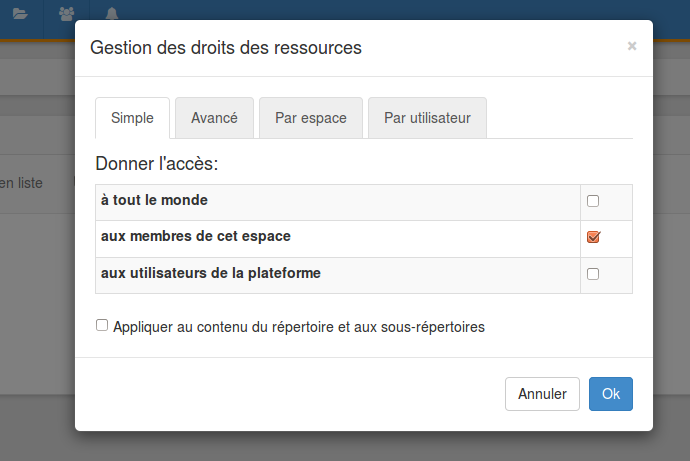 Gestion des droits des ressources
×
Simple Avancé Par espace Par utilisateur
en liste
Donner l'accès:
à tout le monde
aux membres de cet espace
aux utilisateurs de la plateforme
Appliquer au contenu du répertoire et aux sous-répertoires
Annuler Ok